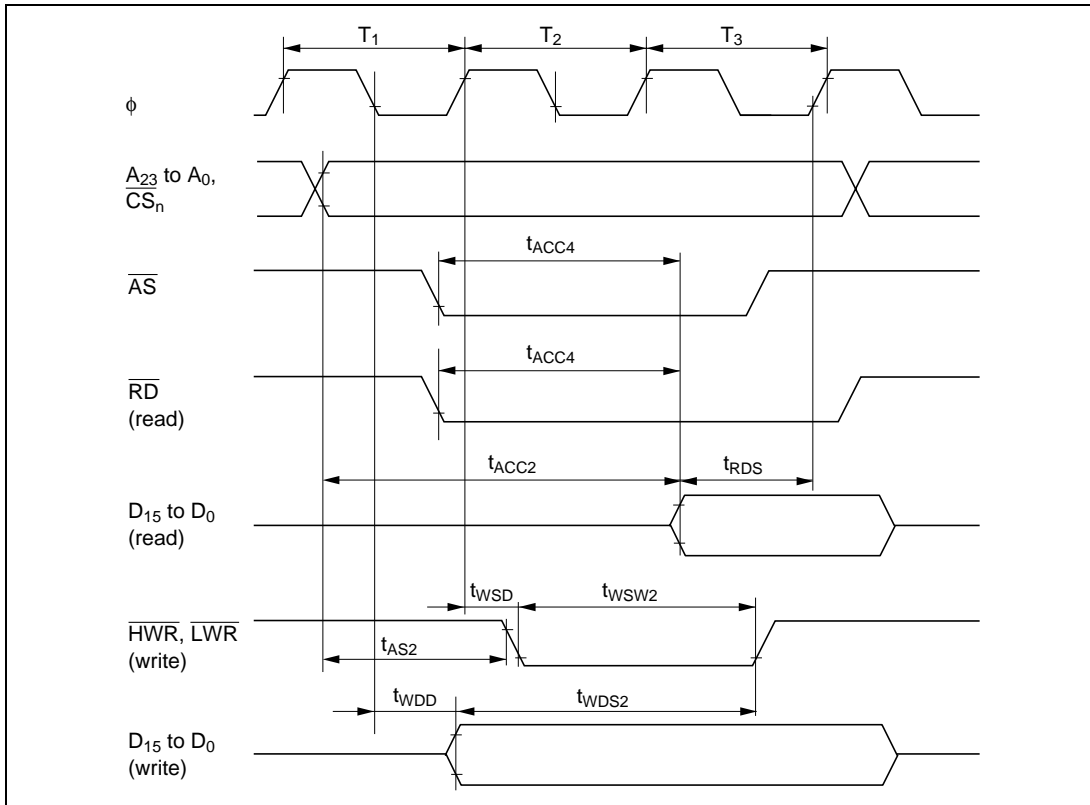 T1 T2 T3
ϕ
A23 to A0,
CSn
tACC4
AS
tACC4
RD
(read)
tACC2 tRDS
D15 to D0
(read)
tWSD tWSW2
HWR, LWR
(write)
tAS2
tWDD tWDS2
D15 to D0
(write)